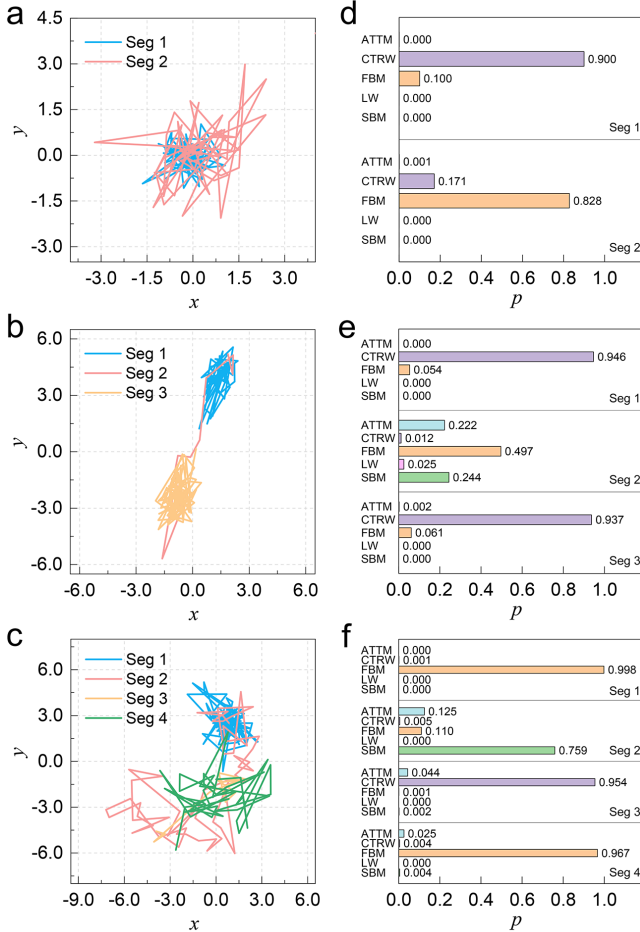 a
4.5
3.0
1.5
0.0
-1.5
-3.0
y
Seg 1
Seg 2
-3.0
-1.5
0.0
1.5
3.0
x
d
ATTM
0.000
CTRW
0.900
FBM
0.100
LW
0.000
SBM
0.000
Seg 1
ATTM
0.001
CTRW
0.171
FBM
0.828
LW
0.000
SBM
0.000
Seg 2
0.0
0.2
0.4
0.6
0.8
1.0
p
b
6.0
3.0
0.0
-3.0
-6.0
y
Seg 1
Seg 2
Seg 3
-6.0
-3.0
0.0
3.0
6.0
x
e
ATTM
0.000
CTRW
0.946
FBM
0.054
LW
0.000
SBM
0.000
Seg 1
ATTM
0.222
CTRW
0.012
FBM
0.497
LW
0.025
SBM
0.244
Seg 2
ATTM
0.002
CTRW
0.937
FBM
0.061
LW
0.000
SBM
0.000
Seg 3
0.0
0.2
0.4
0.6
0.8
1.0
p
c
6.0
3.0
0.0
-3.0
-6.0
y
Seg 1
Seg 2
Seg 3
Seg 4
-9.0
-6.0
-3.0
0.0
3.0
6.0
x
f
ATTM
0.000
CTRW
0.001
FBM
0.998
LW
0.000
SBM
0.000
Seg 1
ATTM
0.125
CTRW
0.005
FBM
0.110
LW
0.000
SBM
0.759
Seg 2
ATTM
0.044
CTRW
0.954
FBM
0.001
LW
0.000
SBM
0.002
Seg 3
ATTM
0.025
CTRW
0.004
FBM
0.967
LW
0.000
SBM
0.004
Seg 4
0.0
0.2
0.4
0.6
0.8
1.0
p